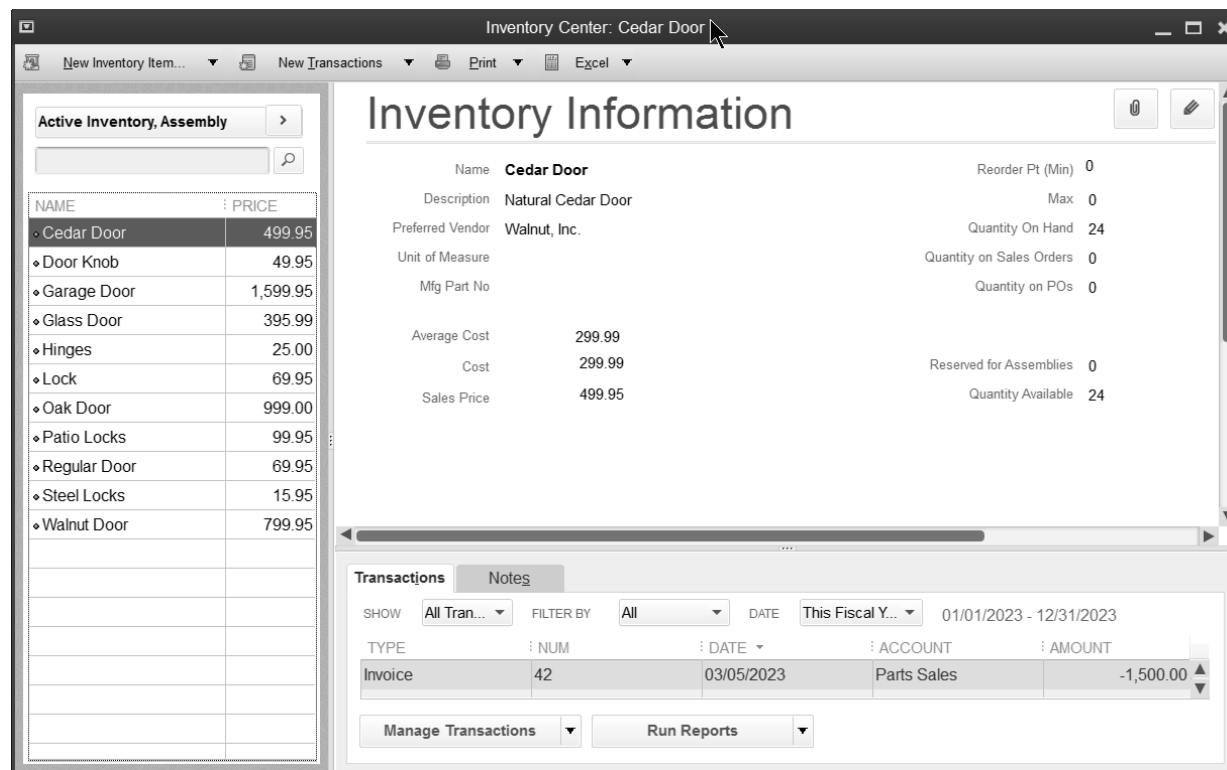 Inventory Center: Cedar Door
New Inventory Item... New Transactions Print Excel
Active Inventory, Assembly
NAME PRICE
Cedar Door 499.95
Door Knob 49.95
Garage Door 1,599.95
Glass Door 395.99
Hinges 25.00
Lock 69.95
Oak Door 999.00
Patio Locks 99.95
Regular Door 69.95
Steel Locks 15.95
Walnut Door 799.95
Inventory Information
Name Cedar Door
Description Natural Cedar Door
Preferred Vendor Walnut, Inc.
Unit of Measure
Mfg Part No
Average Cost 299.99
Cost 299.99
Sales Price 499.95
Reorder Pt (Min) 0
Max 0
Quantity On Hand 24
Quantity on Sales Orders 0
Quantity on POs 0
Reserved for Assemblies 0
Quantity Available 24
Transactions Notes
SHOW All Tran... FILTER BY All DATE This Fiscal Y... 01/01/2023 - 12/31/2023
TYPE NUM DATE ACCOUNT AMOUNT
Invoice 42 03/05/2023 Parts Sales -1,500.00
Manage Transactions Run Reports